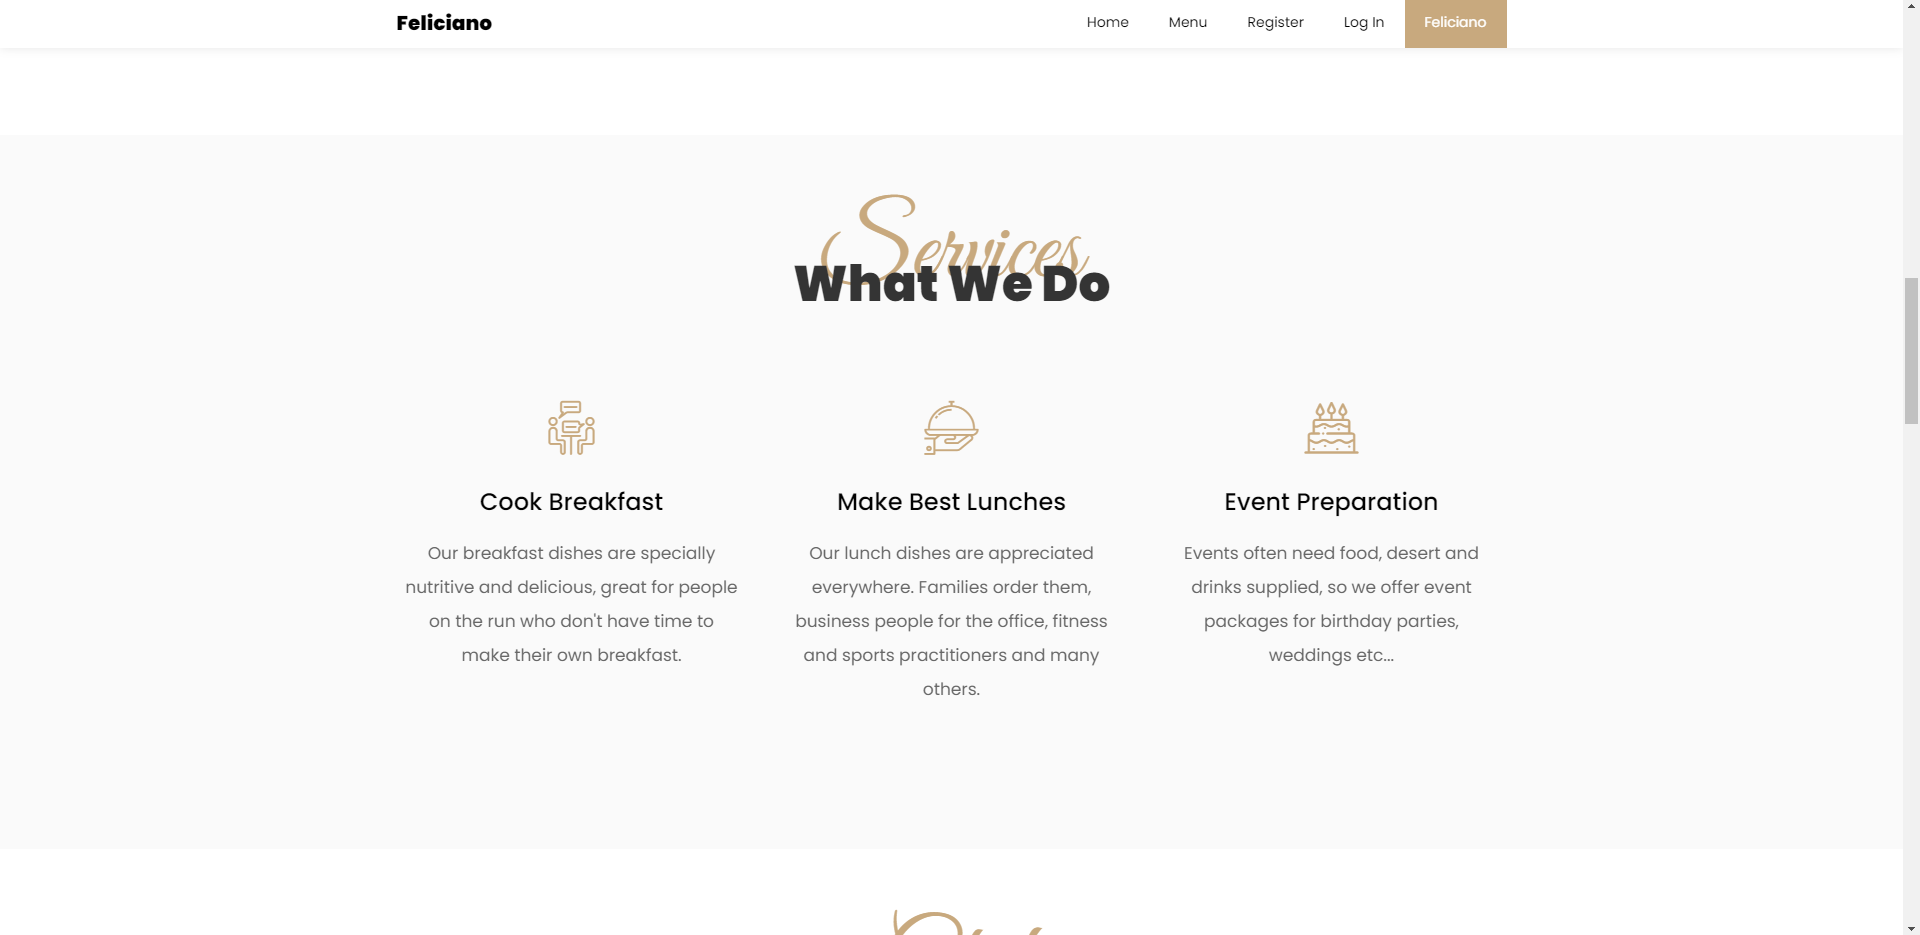 Feliciano
Home Menu Register Log In Feliciano
Services
What We Do
Cook Breakfast
Our breakfast dishes are specially
nutritive and delicious, great for people
on the run who don't have time to
make their own breakfast.
Make Best Lunches
Our lunch dishes are appreciated
everywhere. Families order them,
business people for the office, fitness
and sports practitioners and many
others.
Event Preparation
Events often need food, desert and
drinks supplied, so we offer event
packages for birthday parties,
weddings etc...